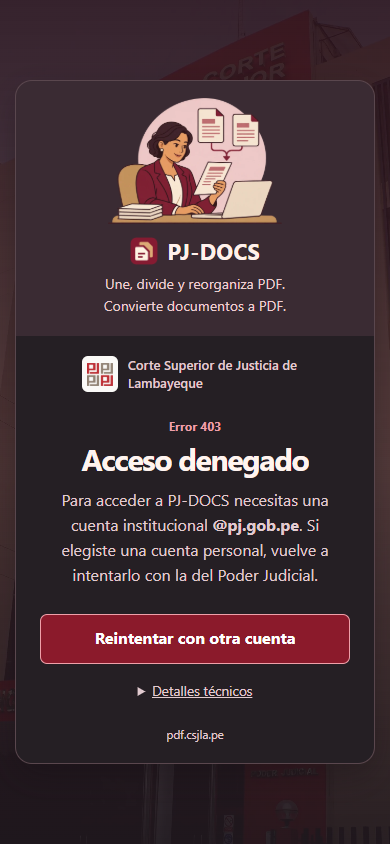 CORTE
PJ-DOCS
Une, divide y reorganiza PDF.
Convierte documentos a PDF.
Corte Superior de Justicia de
Lambayeque
Error 403
Acceso denegado
Para acceder a PJ-DOCS necesitas una
cuenta institucional @pj.gob.pe. Si
elegiste una cuenta personal, vuelve a
intentarlo con la del Poder Judicial.
Reintentar con otra cuenta
▶ Detalles técnicos
pdf.csjla.pe